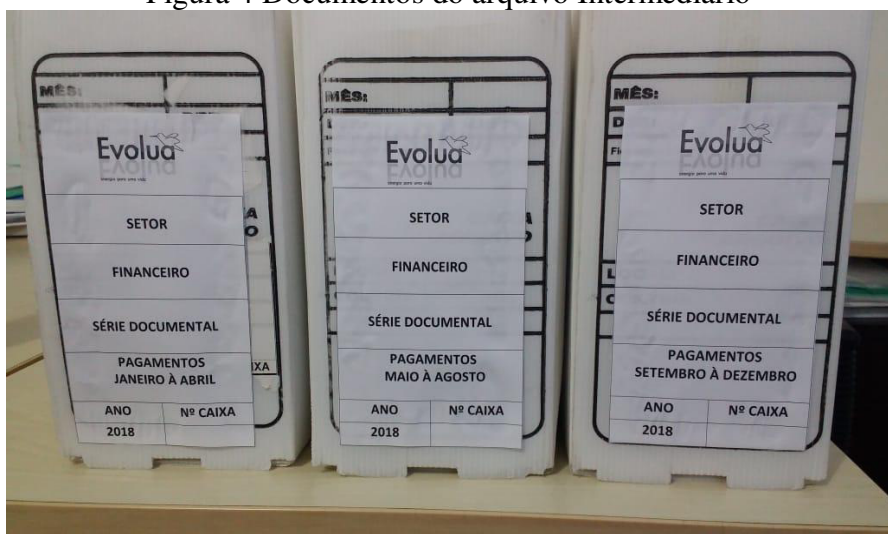 Figura 4 Documentos do arquivo Intermediário
MÊS:
Evolua
SETOR
FINANCEIRO
SÉRIE DOCUMENTAL
PAGAMENTOS
JANEIRO À ABRIL
XA
ANO Nº CAIXA
2018
MÊS:
Evolua
SETOR
FINANCEIRO
SÉRIE DOCUMENTAL
PAGAMENTOS
MAIO À AGOSTO
ANO Nº CAIXA
2018
MÊS:
D
Evolua
SETOR
FINANCEIRO
SÉRIE DOCUMENTAL
PAGAMENTOS
SETEMBRO À DEZEMBRO
ANO Nº CAIXA
2018